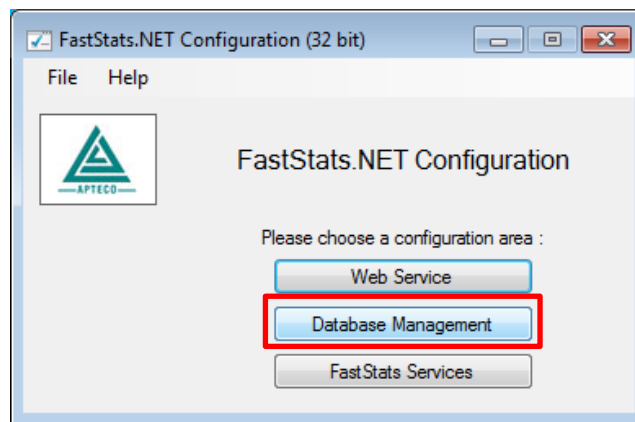 FastStats.NET Configuration (32 bit)
File Help
APTECO
FastStats.NET Configuration
Please choose a configuration area :
Web Service
Database Management
FastStats Services